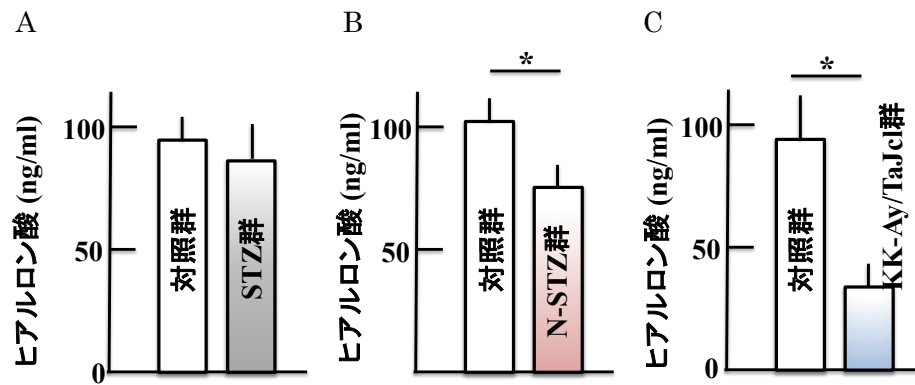 A
ヒアルロン酸 (ng/ml)
100
50
0
対照群
STZ群
B
*
ヒアルロン酸 (ng/ml)
100
50
対照群
N-STZ群
C
*
ヒアルロン酸 (ng/ml)
100
50
0
対照群
KK-Ay/TaJcl群